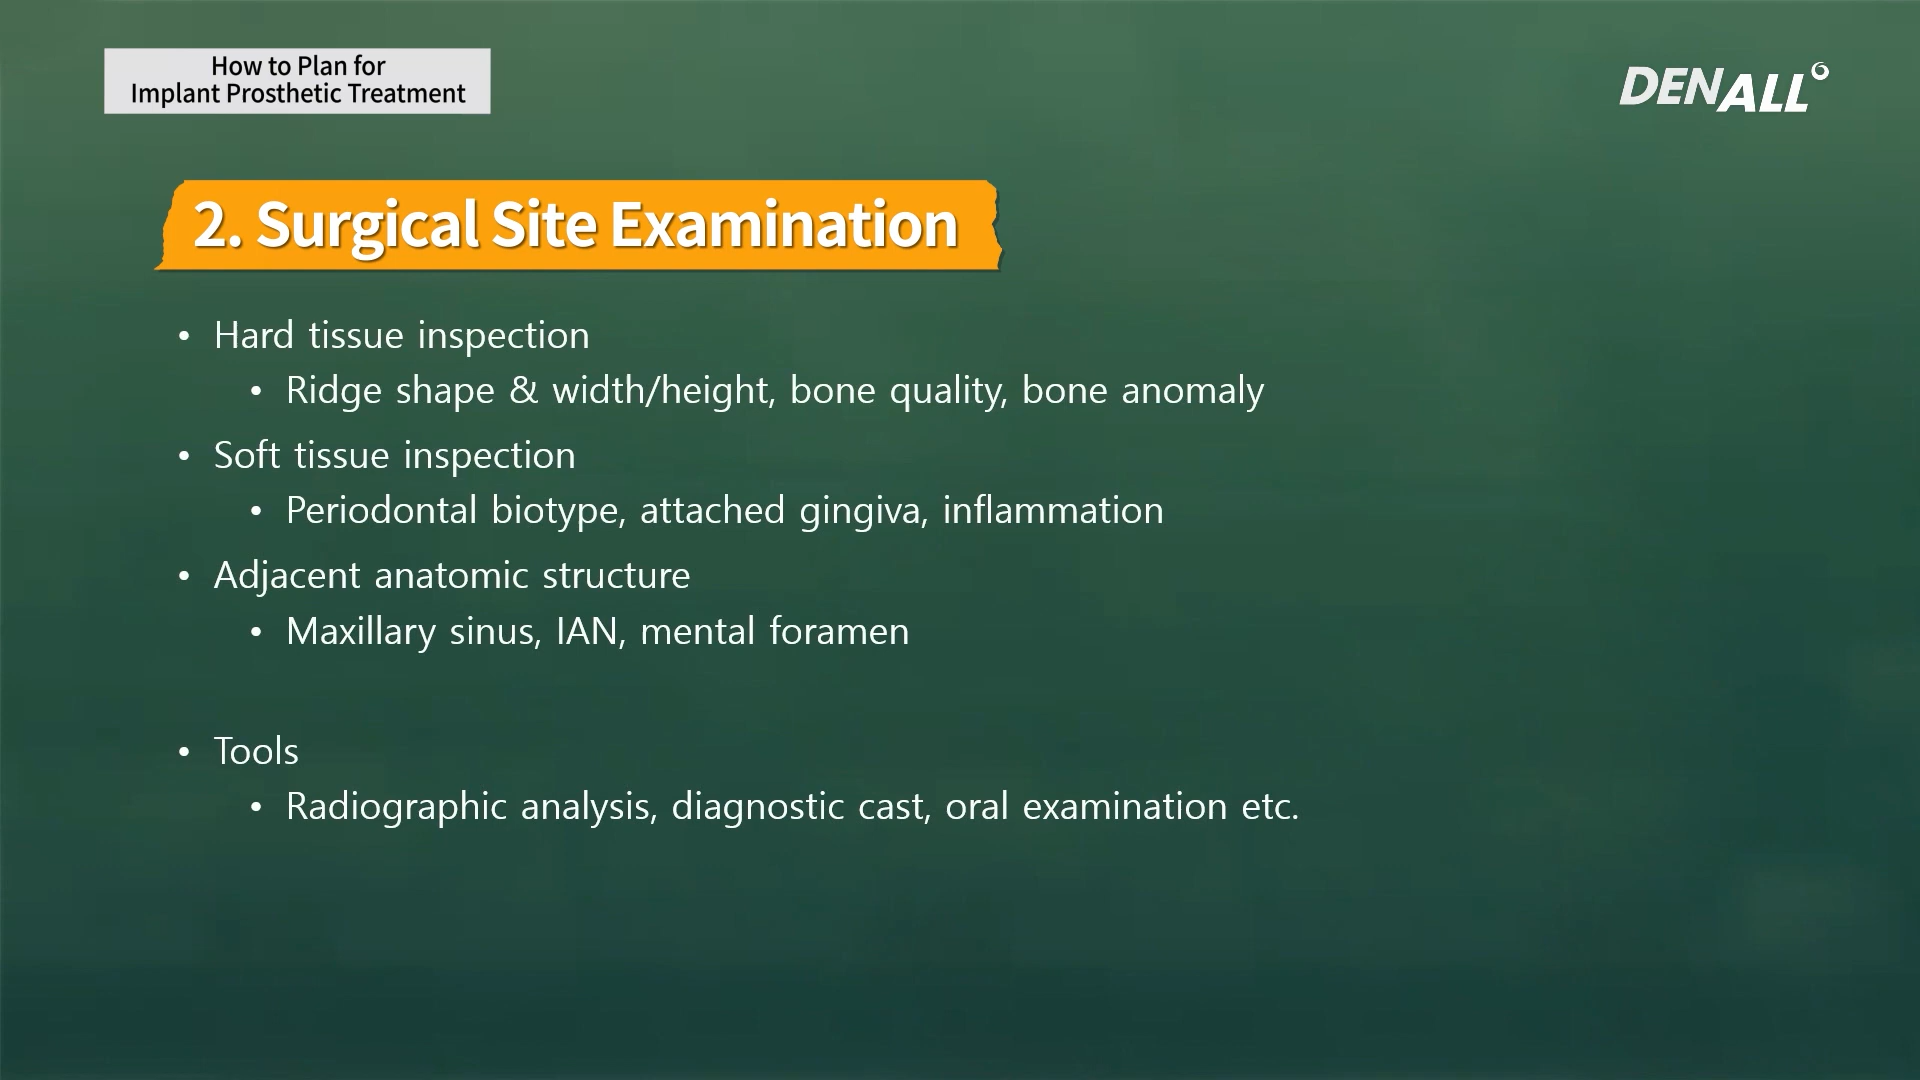 How to Plan for
Implant Prosthetic Treatment
DENALL
2. Surgical Site Examination
• Hard tissue inspection
• Ridge shape & width/height, bone quality, bone anomaly
• Soft tissue inspection
• Periodontal biotype, attached gingiva, inflammation
• Adjacent anatomic structure
• Maxillary sinus, IAN, mental foramen
• Tools
• Radiographic analysis, diagnostic cast, oral examination etc.